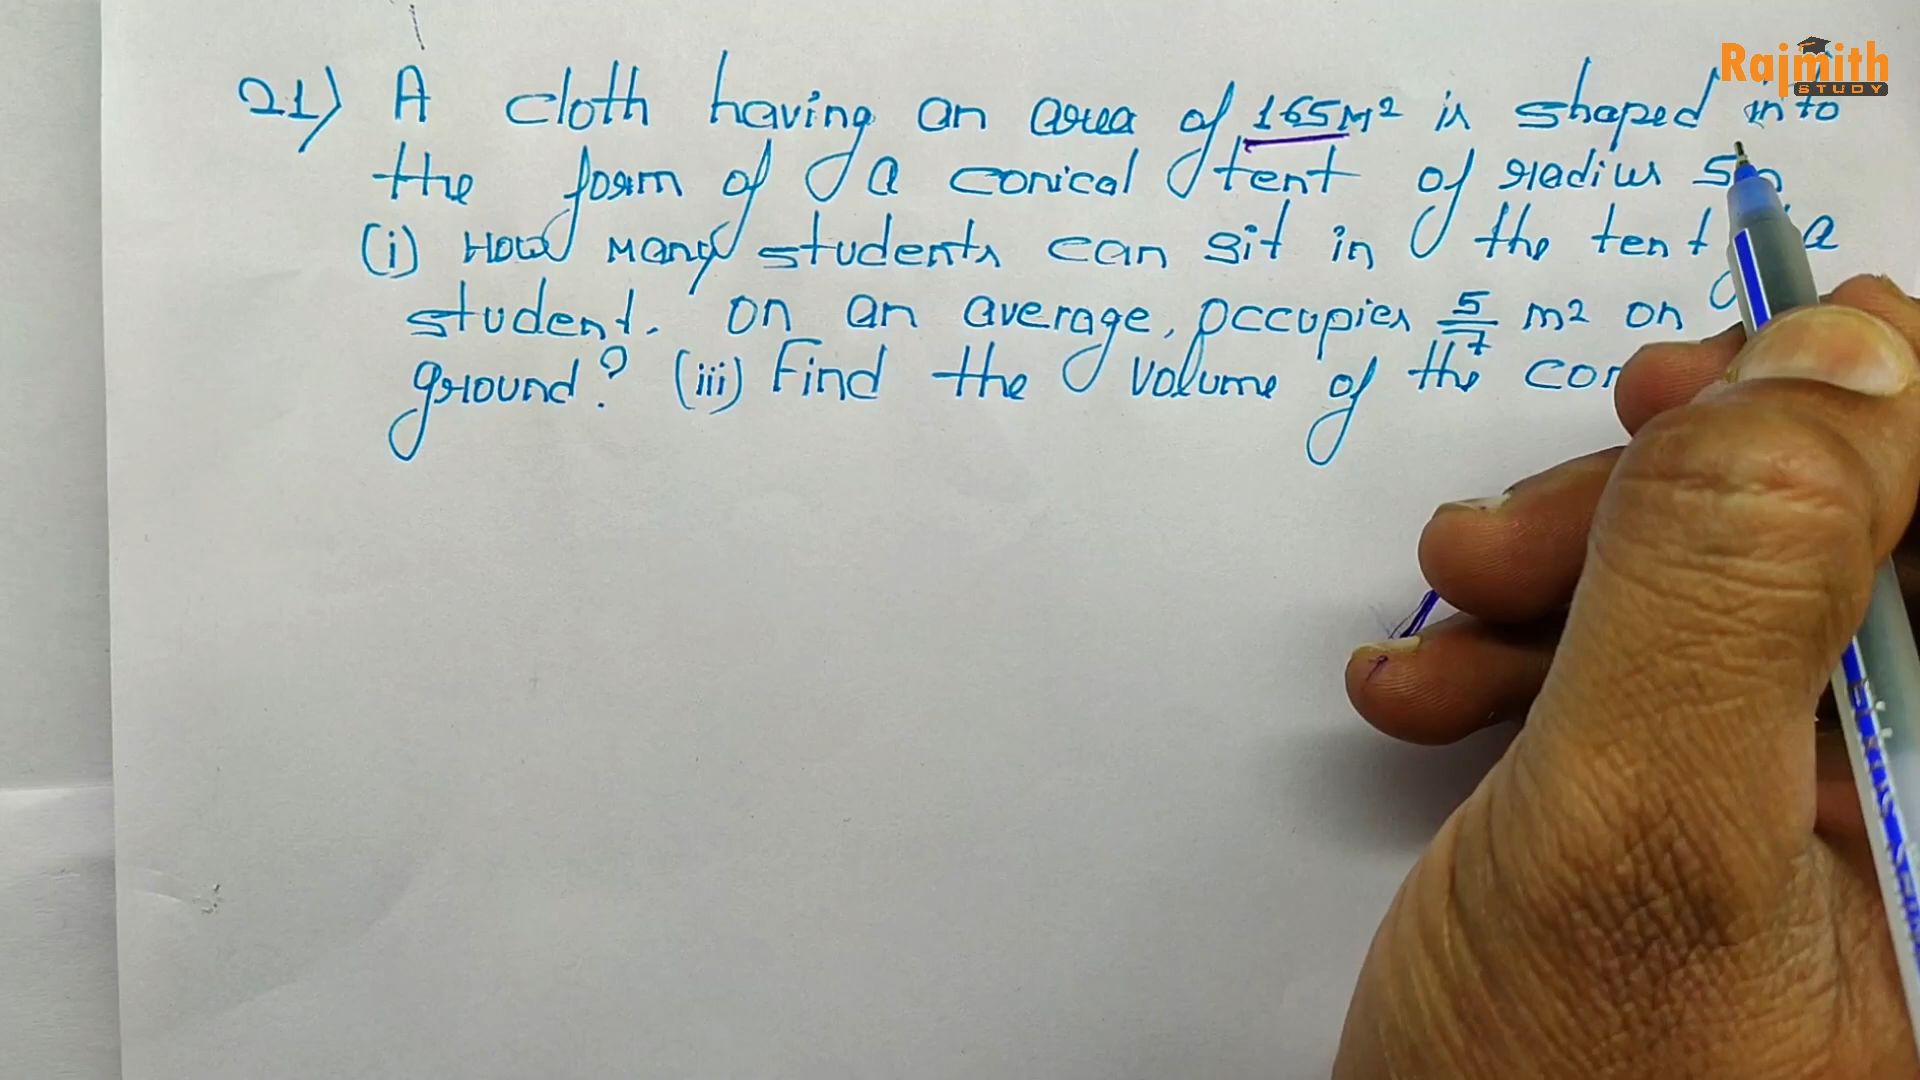 Rajmith
STUDY
21) A cloth having an area of 165M² is shaped into
the form of a conical tent of radius 5m
(i) How many students can sit in the tent a
student. on an average, occupies 5/7 m² on
ground? (iii) Find the volume of the